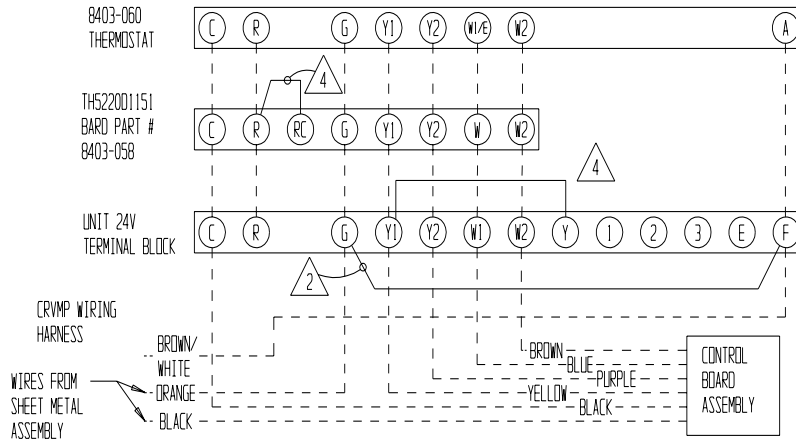 8403-060
THERMOSTAT
C R G Y1 Y2 W1/E W2 A
4
TH5220D1151
BARD PART #
8403-058
C R RC G Y1 Y2 W W2
4
UNIT 24V
TERMINAL BLOCK
C R G Y1 Y2 W1 W2 Y 1 2 3 E F
2
CRVMP WIRING
HARNESS
BROWN/
WHITE
BROWN
BLUE
PURPLE
YELLOW
BLACK
CONTROL
BOARD
ASSEMBLY
WIRES FROM
SHEET METAL
ASSEMBLY
ORANGE
BLACK